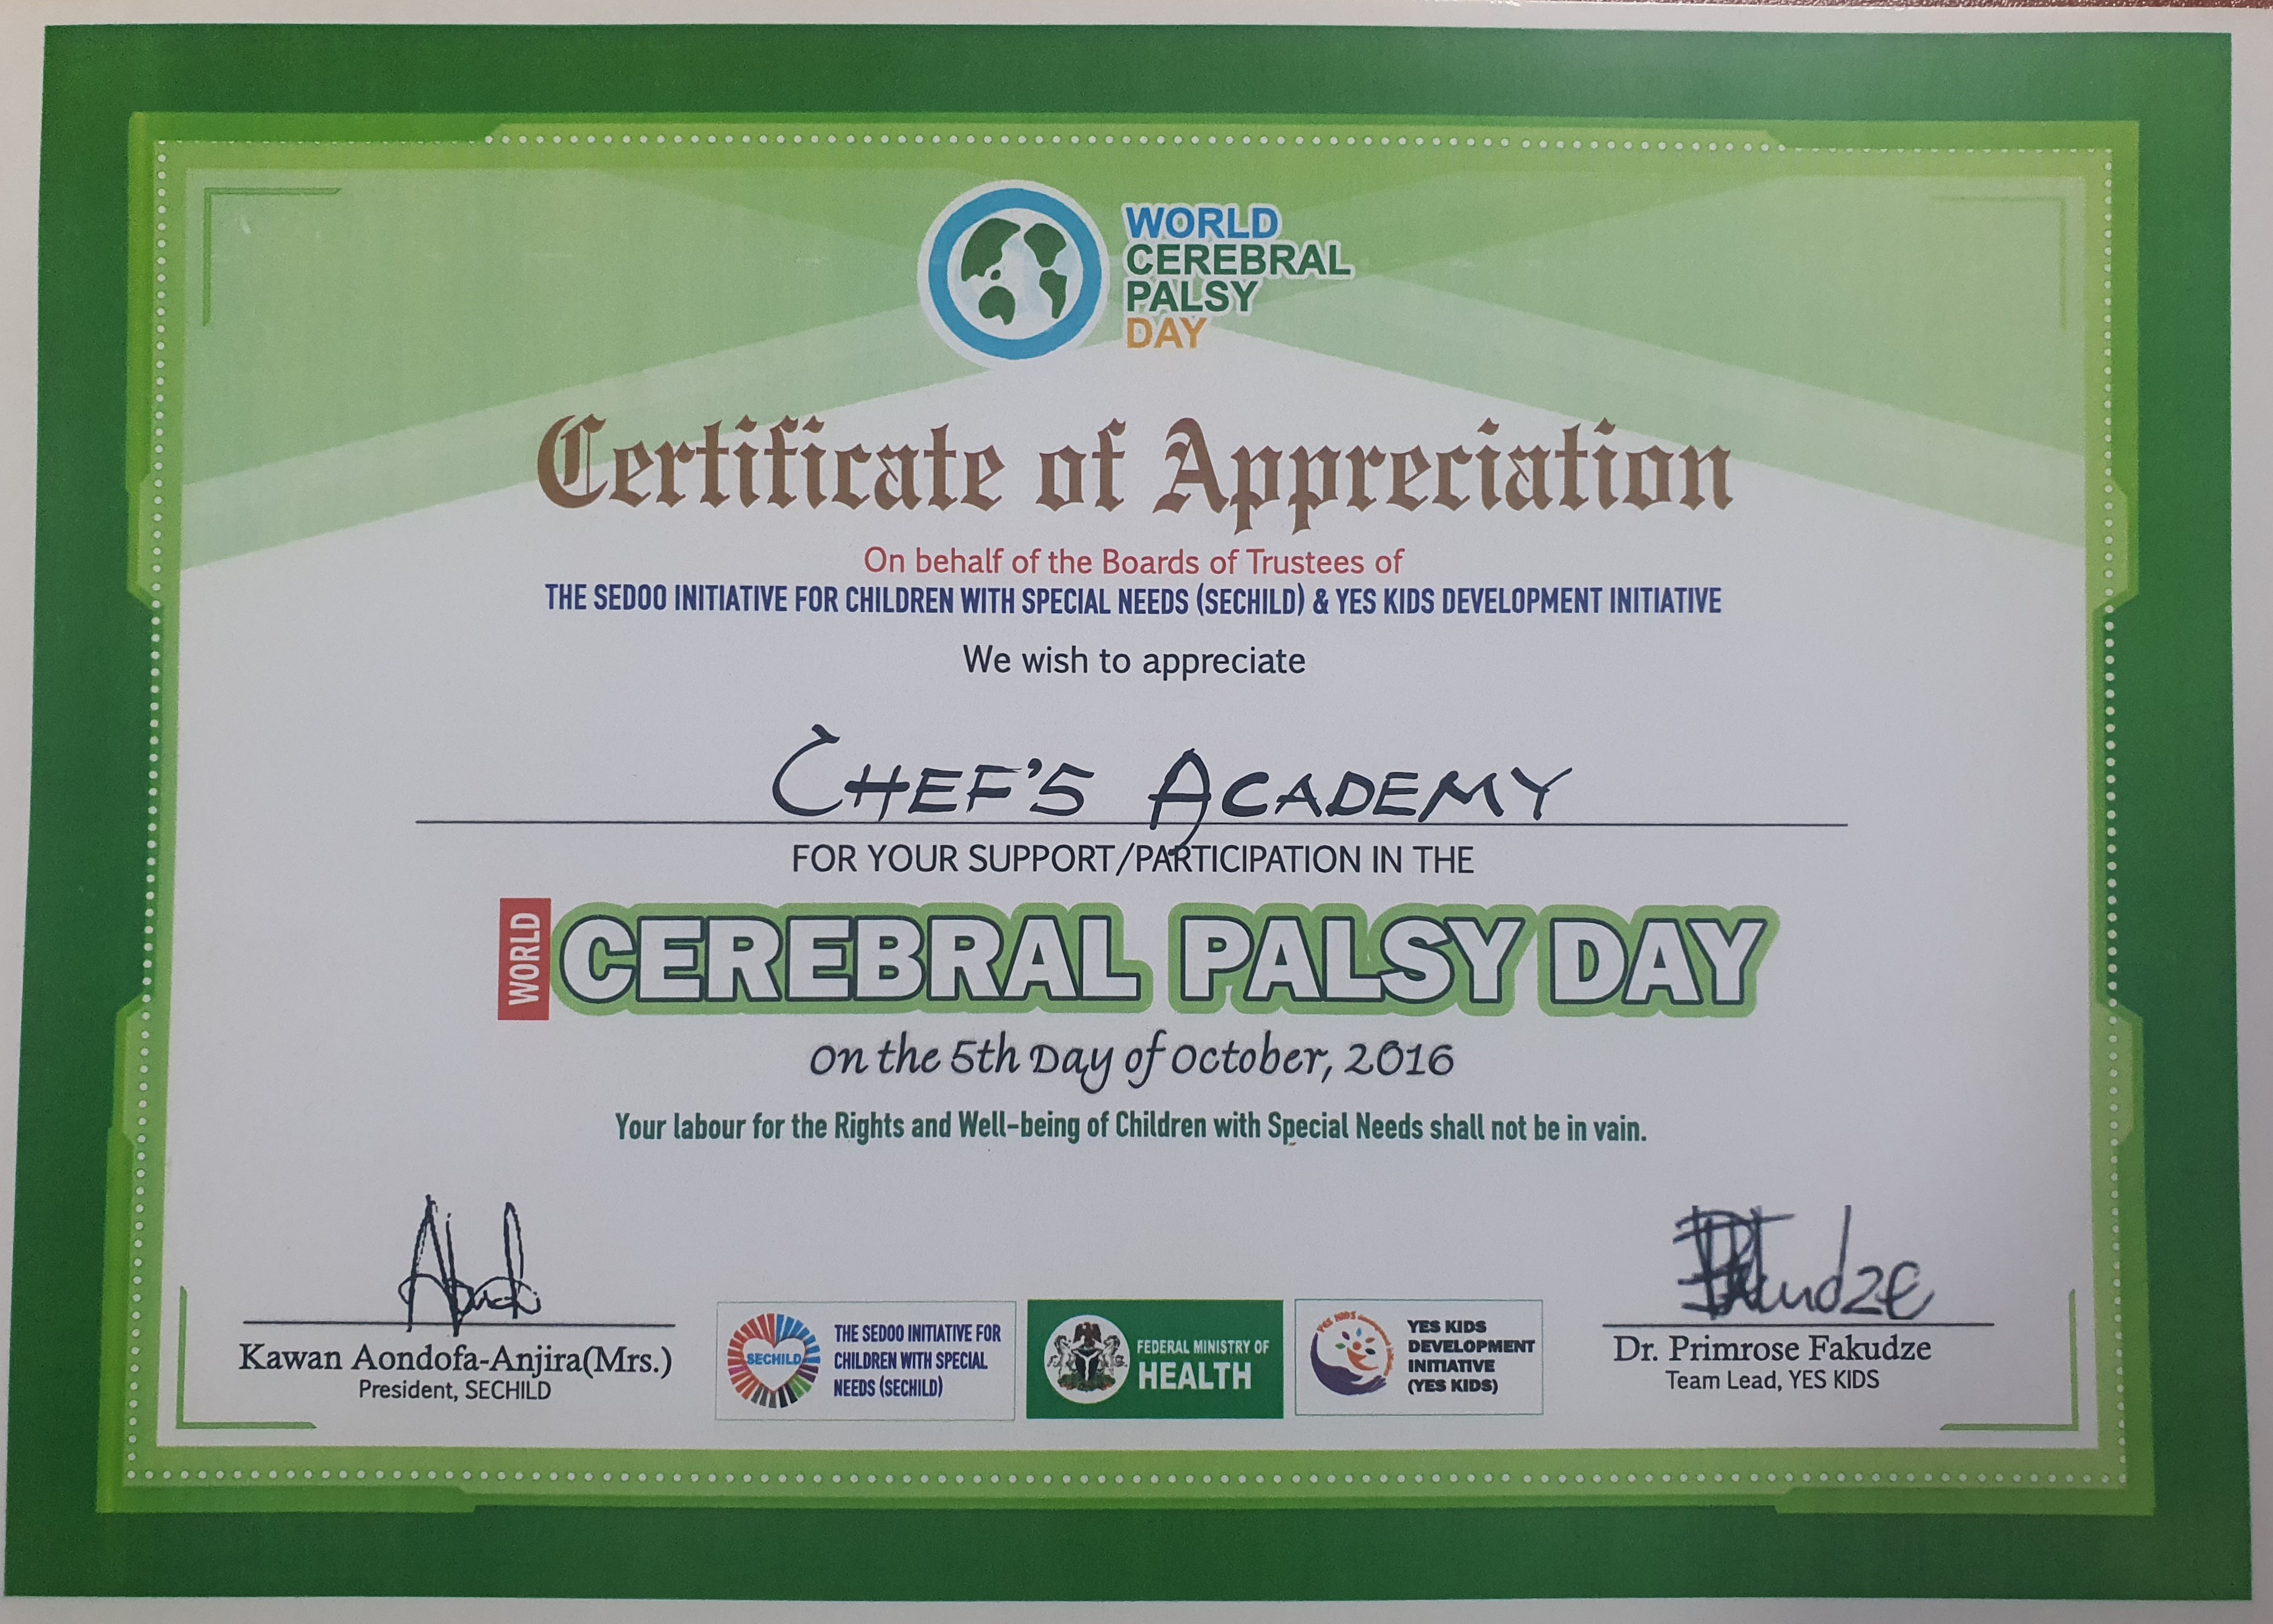 WORLD
CEREBRAL
PALSY
DAY
Certificate of Appreciation
On behalf of the Boards of Trustees of
THE SEDOO INITIATIVE FOR CHILDREN WITH SPECIAL NEEDS (SECHILD) & YES KIDS DEVELOPMENT INITIATIVE
We wish to appreciate
CHEF'S ACADEMY
FOR YOUR SUPPORT/PARTICIPATION IN THE
WORLD CEREBRAL PALSY DAY
on the 5th Day of October, 2016
Your labour for the Rights and Well-being of Children with Special Needs shall not be in vain.
Kawan Aondofa-Anjira(Mrs.)
President, SECHILD
SECHILD
THE SEDOO INITIATIVE FOR
CHILDREN WITH SPECIAL
NEEDS (SECHILD)
FEDERAL MINISTRY OF
HEALTH
YES KIDS
YES KIDS
DEVELOPMENT
INITIATIVE
(YES KIDS)
Fakudze
Dr. Primrose Fakudze
Team Lead, YES KIDS